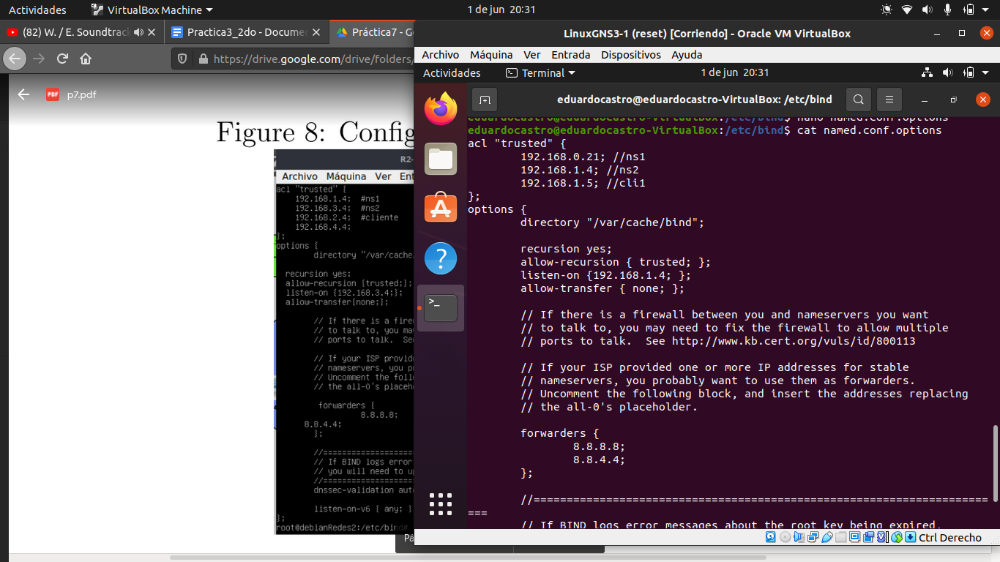 Actividades
VirtualBox Machine
1 de jun 20:31
(82) W. / E. Soundtrack
Practica3_2do - Docume
Práctica7 - G
https://drive.google.com/drive/folders/
p7.pdf
PDF
Figure 8: Config
R2-
Archivo Máquina Ver Ent
acl "trusted" {
192.168.1.4; #ns1
192.168.3.4; #ns2
192.168.2.4; #cliente
192.168.4.4;
};
options {
directory "/var/cache
recursion yes;
allow-recursion {trusted;};
listen-on {192.168.3.4;};
allow-transfer{none;};
// If there is a fire
// to talk to, you may
// ports to talk. See
// If your ISP provide
// nameservers, you p
// Uncomment the foll
// the all-0's placeh
forwarders {
8.8.8.8;
8.8.4.4;
};
//=====================
// If BIND logs error
// you will need to up
//=====================
dnssec-validation aut
listen-on-v6 { any; }
};
root@debianRedes2:/etc/bind#
Pá
LinuxGNS3-1 (reset) [Corriendo] - Oracle VM VirtualBox
Archivo Máquina Ver Entrada Dispositivos Ayuda
Actividades
Terminal
1 de jun 20:31
eduardocastro@eduardocastro-VirtualBox: /etc/bind
eduardocastro@eduardocastro-VirtualBox:/etc/bind$ nano named.conf.options
eduardocastro@eduardocastro-VirtualBox:/etc/bind$ cat named.conf.options
acl "trusted" {
192.168.0.21; //ns1
192.168.1.4; //ns2
192.168.1.5; //cli1
};
options {
directory "/var/cache/bind";
recursion yes;
allow-recursion { trusted; };
listen-on {192.168.1.4; };
allow-transfer { none; };
// If there is a firewall between you and nameservers you want
// to talk to, you may need to fix the firewall to allow multiple
// ports to talk.  See http://www.kb.cert.org/vuls/id/800113
// If your ISP provided one or more IP addresses for stable
// nameservers, you probably want to use them as forwarders.
// Uncomment the following block, and insert the addresses replacing
// the all-0's placeholder.
forwarders {
8.8.8.8;
8.8.4.4;
};
//=====================================================================
===
// If BIND logs error messages about the root key being expired,
Ctrl Derecho